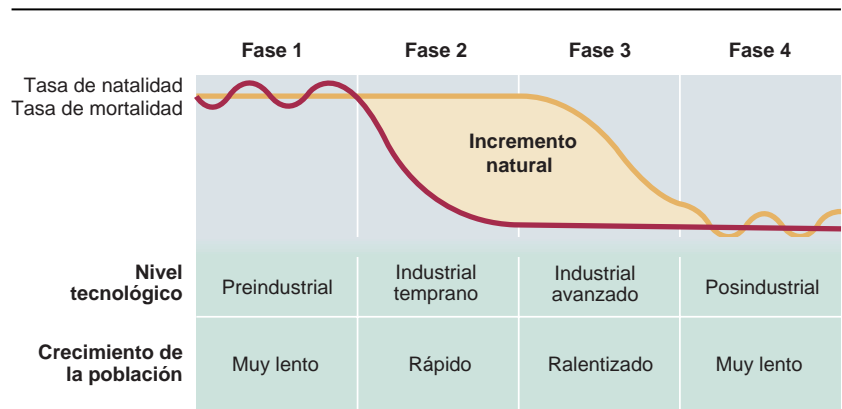 Fase 1 Fase 2 Fase 3 Fase 4
Tasa de natalidad
Tasa de mortalidad
Incremento
natural
Nivel
tecnológico
Preindustrial
Industrial
temprano
Industrial
avanzado
Posindustrial
Crecimiento de
la población
Muy lento
Rápido
Ralentizado
Muy lento